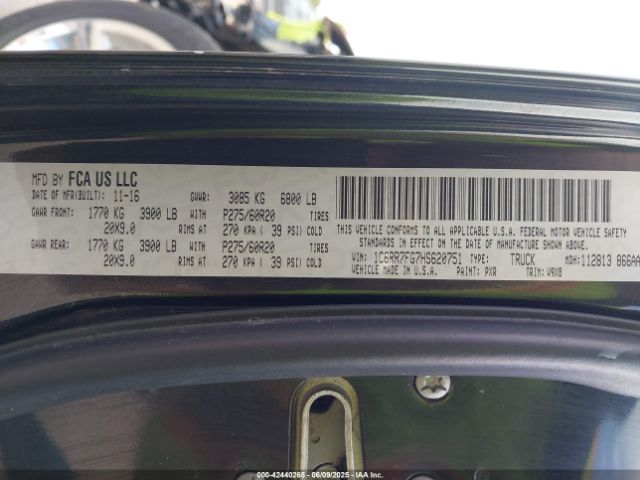 MFD BY FCA US LLC
DATE OF MFR(BUILT): 11-16 GVWR: 3085 KG 6800 LB
GAWR FRONT: 1770 KG 3900 LB WITH P275/60R20 TIRES
20X9.0 RIMS AT 270 KPA ( 39 PSI) COLD
GAWR REAR: 1770 KG 3900 LB WITH P275/60R20 TIRES
20X9.0 RIMS AT 270 KPA ( 39 PSI) COLD
THIS VEHICLE CONFORMS TO ALL APPLICABLE U.S.A. FEDERAL MOTOR VEHICLE SAFETY
STANDARDS IN EFFECT ON THE DATE OF MANUFACTURE SHOWN ABOVE.
VIN: 1C6RR7FG7HS620751 TYPE: TRUCK MDH: 112813 866AA
VEHICLE MADE IN U.S.A. PAINT: PXR TRIM: V9X8
00-42440265 - 06/09/2025 - IAAI.COM